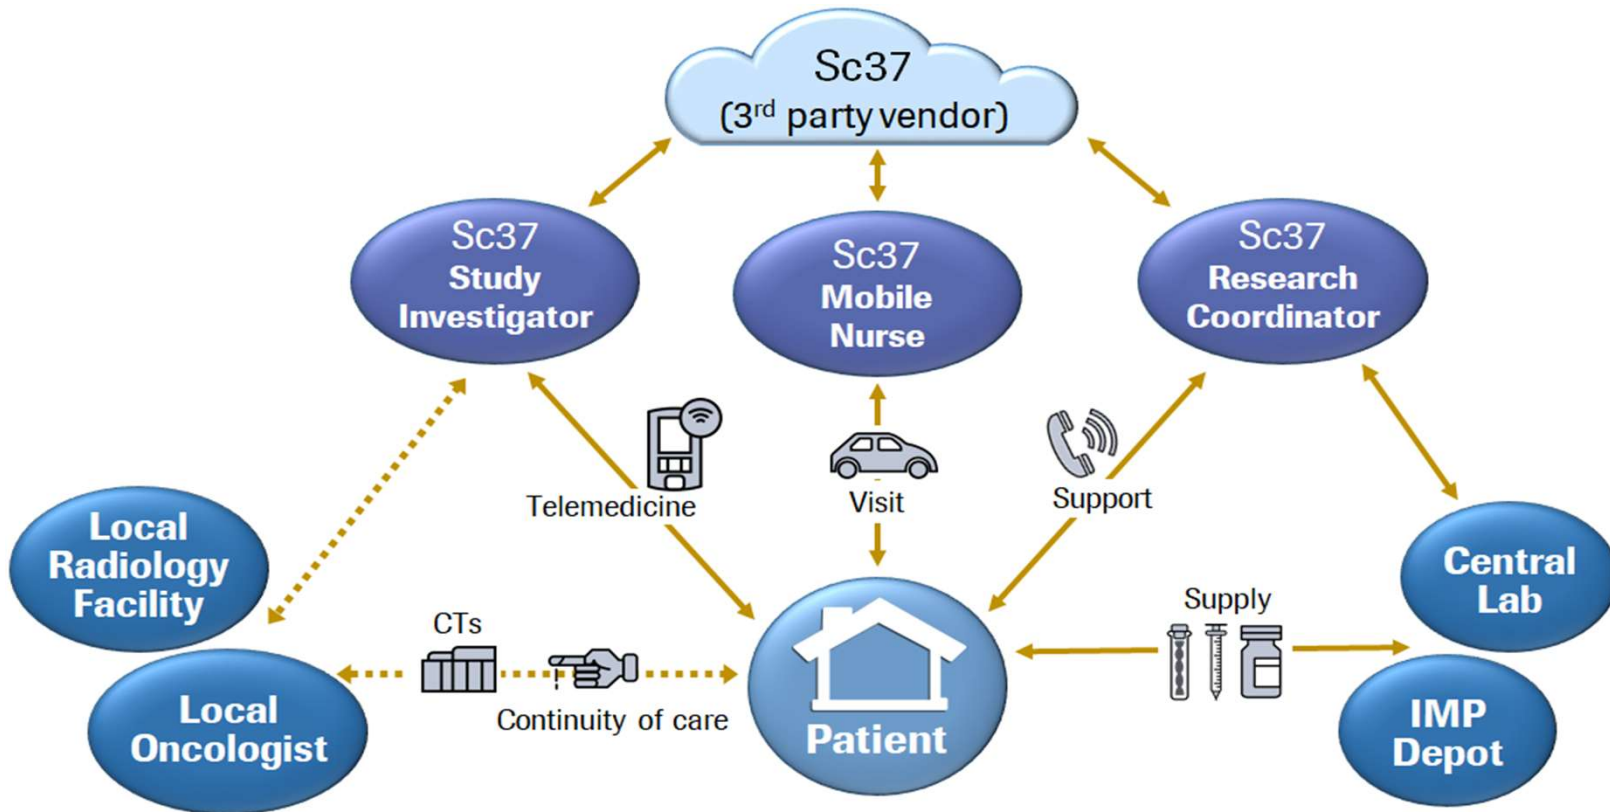 Sc37
(3rd party vendor)
Sc37
Study
Investigator
Sc37
Mobile
Nurse
Sc37
Research
Coordinator
Telemedicine
Visit
Support
Local
Radiology
Facility
Central
Lab
CTs
Supply
Continuity of care
Local
Oncologist
Patient
IMP
Depot